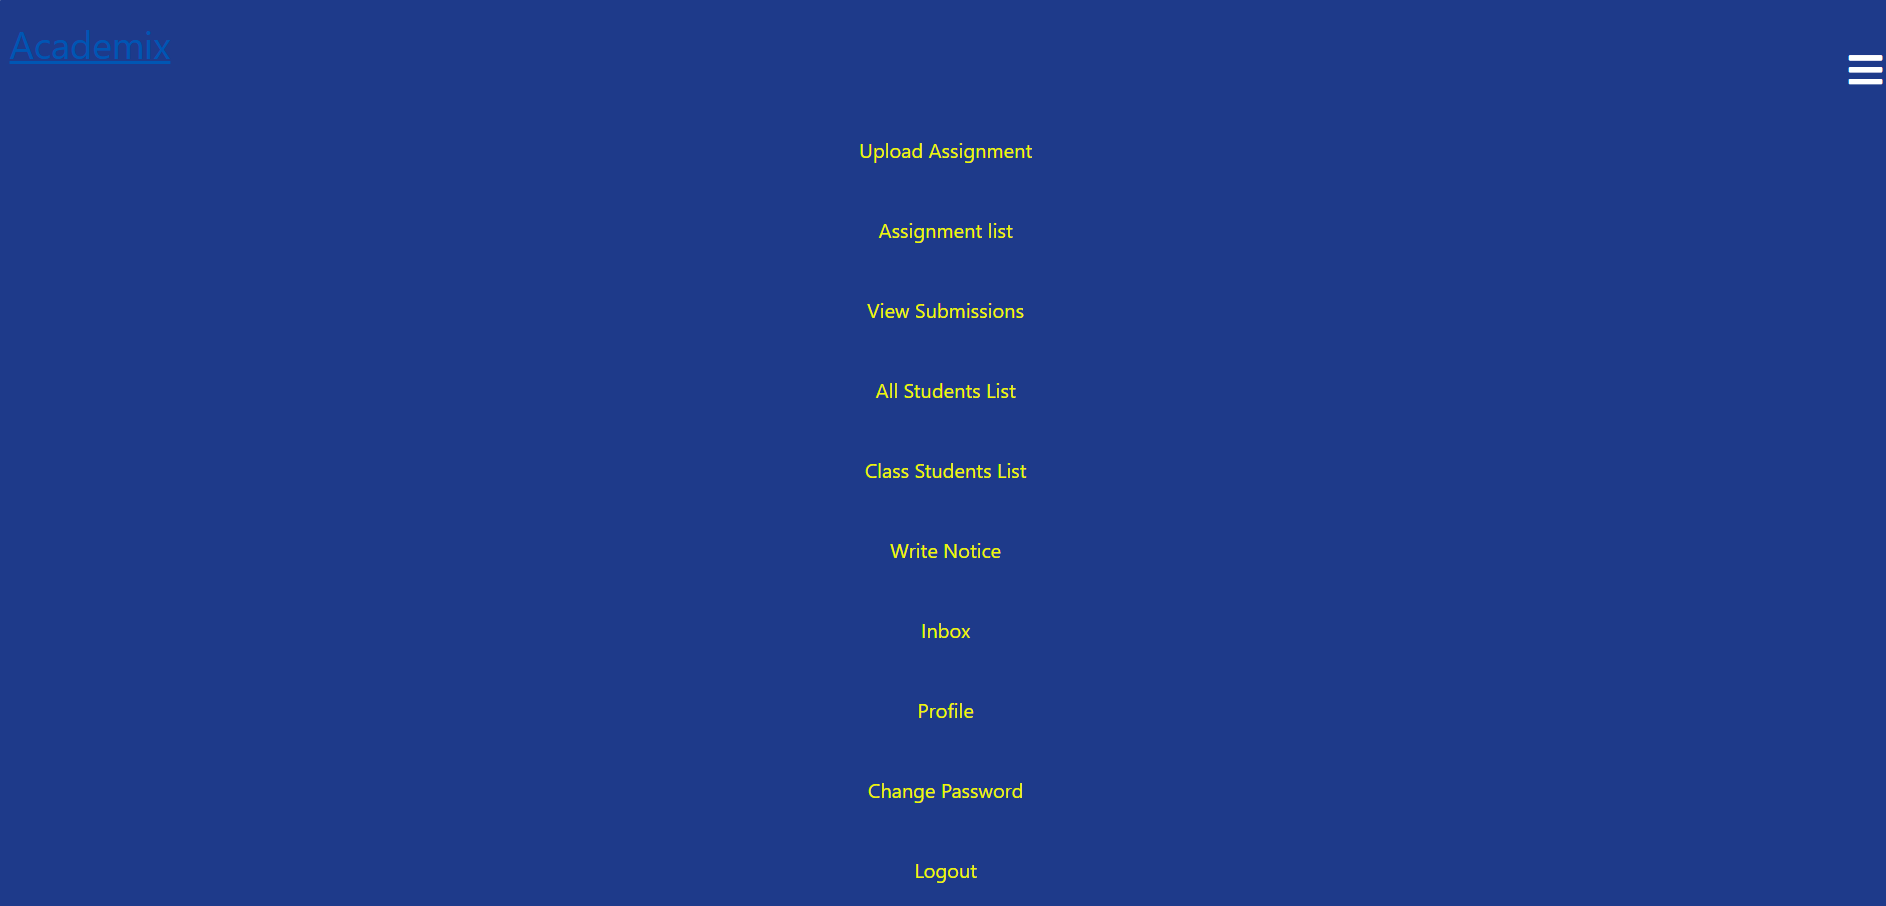 Academix
Upload Assignment
Assignment list
View Submissions
All Students List
Class Students List
Write Notice
Inbox
Profile
Change Password
Logout